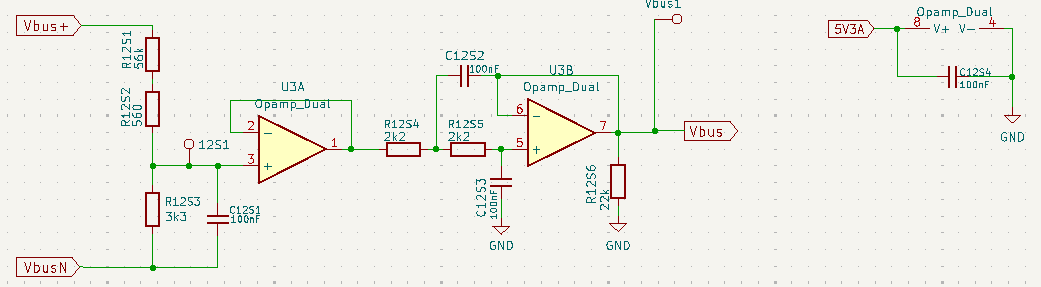 Vbus+
R12S1
56k
R12S2
560
12S1
R12S3
3k3
C12S1
100nF
VbusN
U3A
Opamp_Dual
2
3
1
−
+
R12S4
2k2
R12S5
2k2
C12S2
100nF
U3B
Opamp_Dual
6
5
7
−
+
C12S3
100nF
GND
R12S6
22k
GND
Vbus1
Vbus
5V3A
Opamp_Dual
8
V+
V−
4
C12S4
100nF
GND